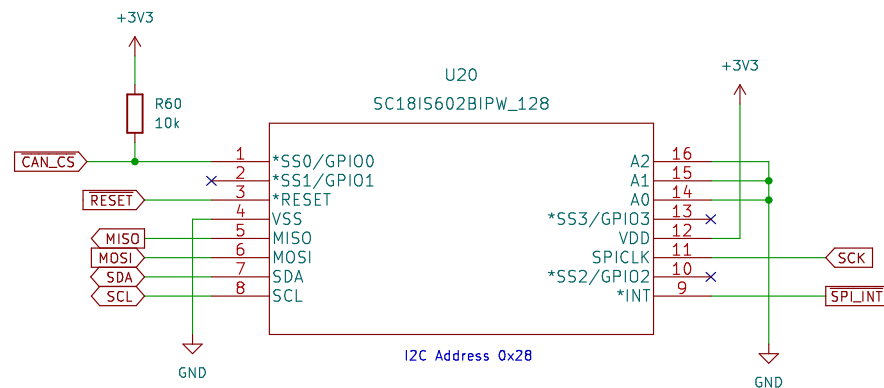 +3V3
R60
10k
U20
SC18IS602BIPW_128
+3V3
CAN_CS
1 *SS0/GPIO0
2 *SS1/GPIO1
RESET
3 *RESET
4 VSS
MISO
5 MISO
MOSI
6 MOSI
SDA
7 SDA
SCL
8 SCL
A2 16
A1 15
A0 14
*SS3/GPIO3 13
VDD 12
SPICLK 11
SCK
*SS2/GPIO2 10
*INT 9
SPI_INT
I2C Address 0x28
GND
GND